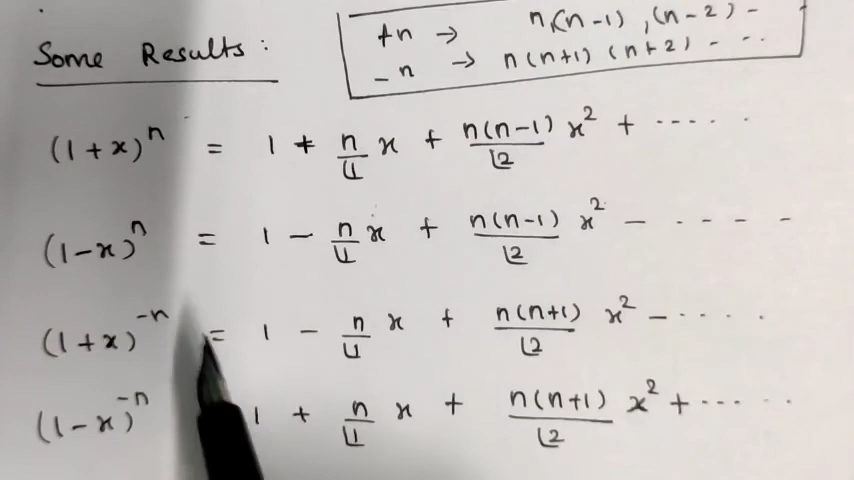 Some Results :
+n → n, (n-1), (n-2) -
-n → n(n+1) (n+2) - - -
(1+x)^n = 1 + n/⌊1 x + n(n-1)/⌊2 x^2 + .....
(1-x)^n = 1 - n/⌊1 x + n(n-1)/⌊2 x^2 - - - - -
(1+x)^-n = 1 - n/⌊1 x + n(n+1)/⌊2 x^2 - .....
(1-x)^-n 1 + n/⌊1 x + n(n+1)/⌊2 x^2 + .....